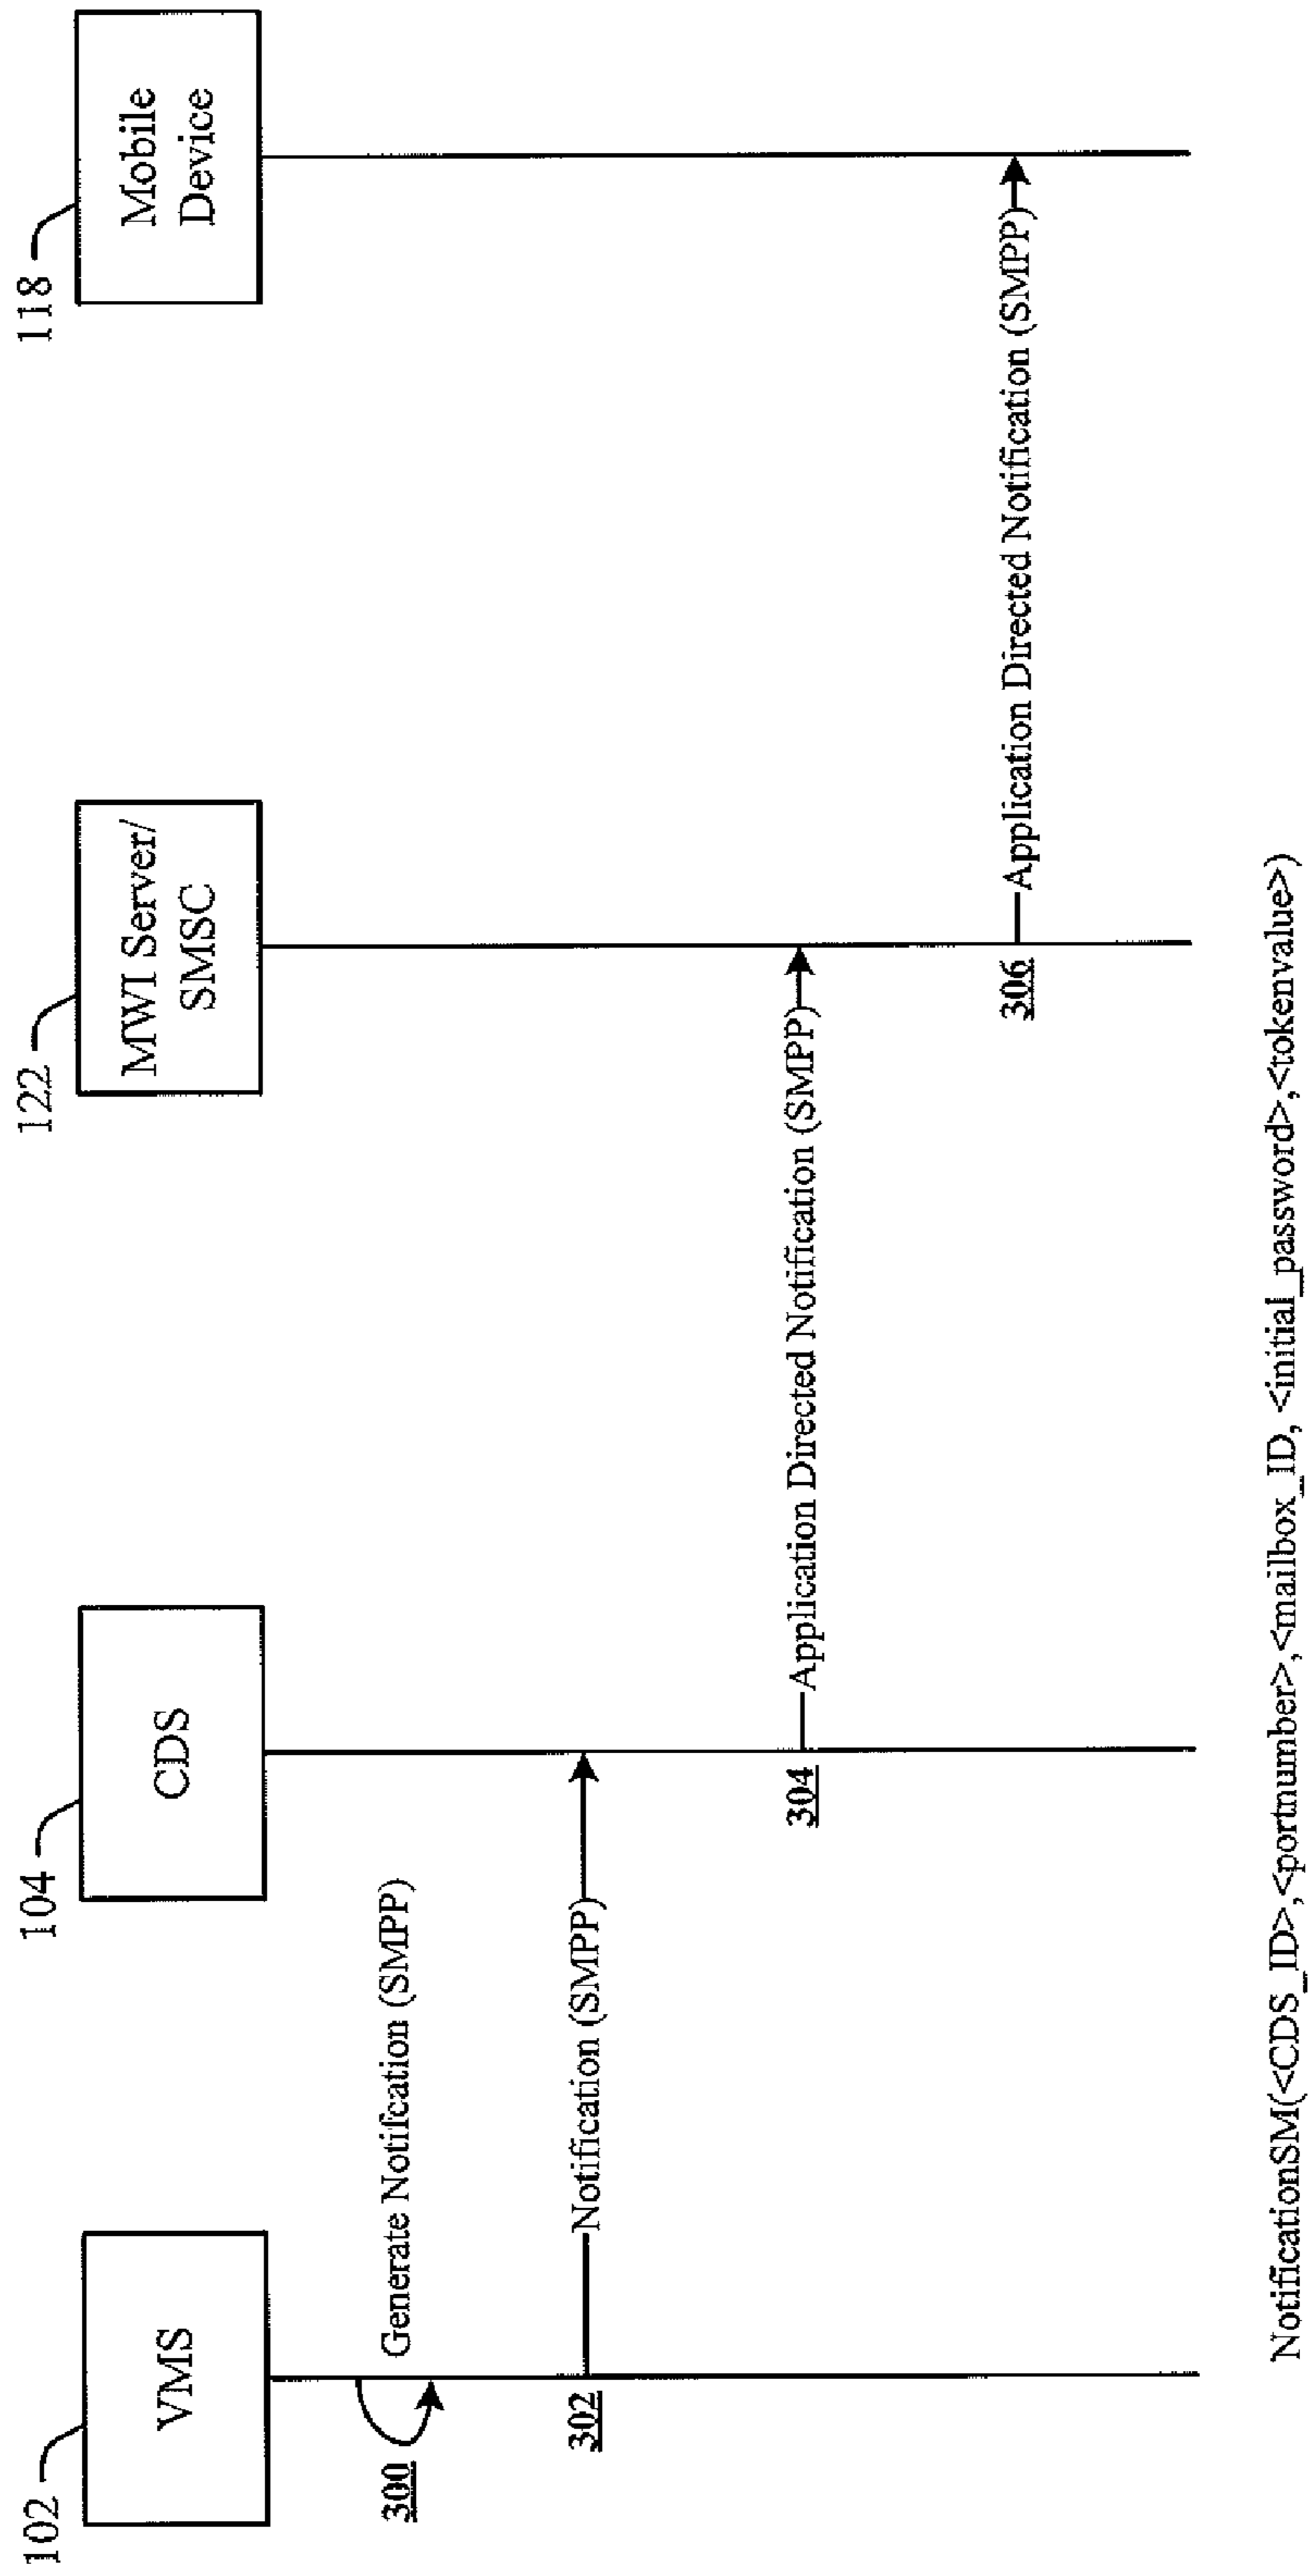 102
VMS
104
CDS
122
MWI Server/
SMSC
118
Mobile
Device
300
Generate Notifcation (SMPP)
302
Notification (SMPP)
304
Application Directed Notification (SMPP)
306
Application Directed Notification (SMPP)
NotificationSM(<CDS_ID>,<portnumber>,<mailbox_ID, <initial_password>,<tokenvalue>)